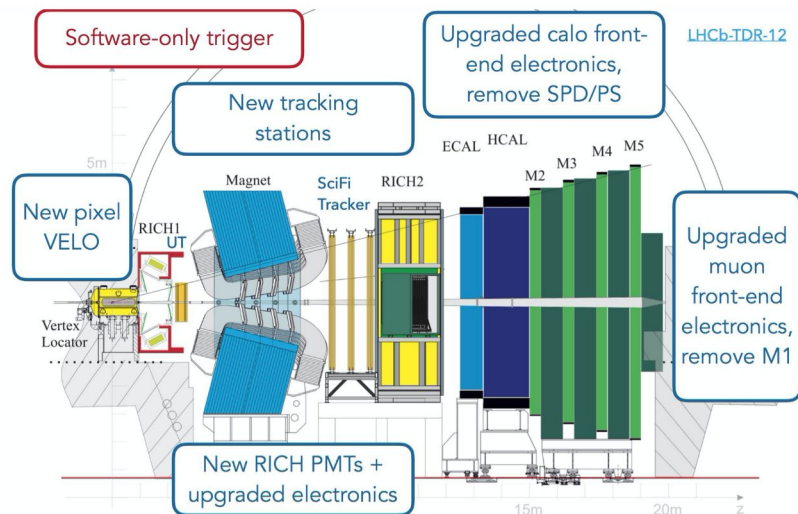 Software-only trigger
Upgraded calo front-
end electronics,
remove SPD/PS
LHCb-TDR-12
New tracking
stations
5m
ECAL
HCAL
M2
M3
M4
M5
Magnet
SciFi
Tracker
RICH2
New pixel
VELO
RICH1
UT
Upgraded
muon
front-end
electronics,
remove M1
Vertex
Locator
New RICH PMTs +
upgraded electronics
15m
20m
z